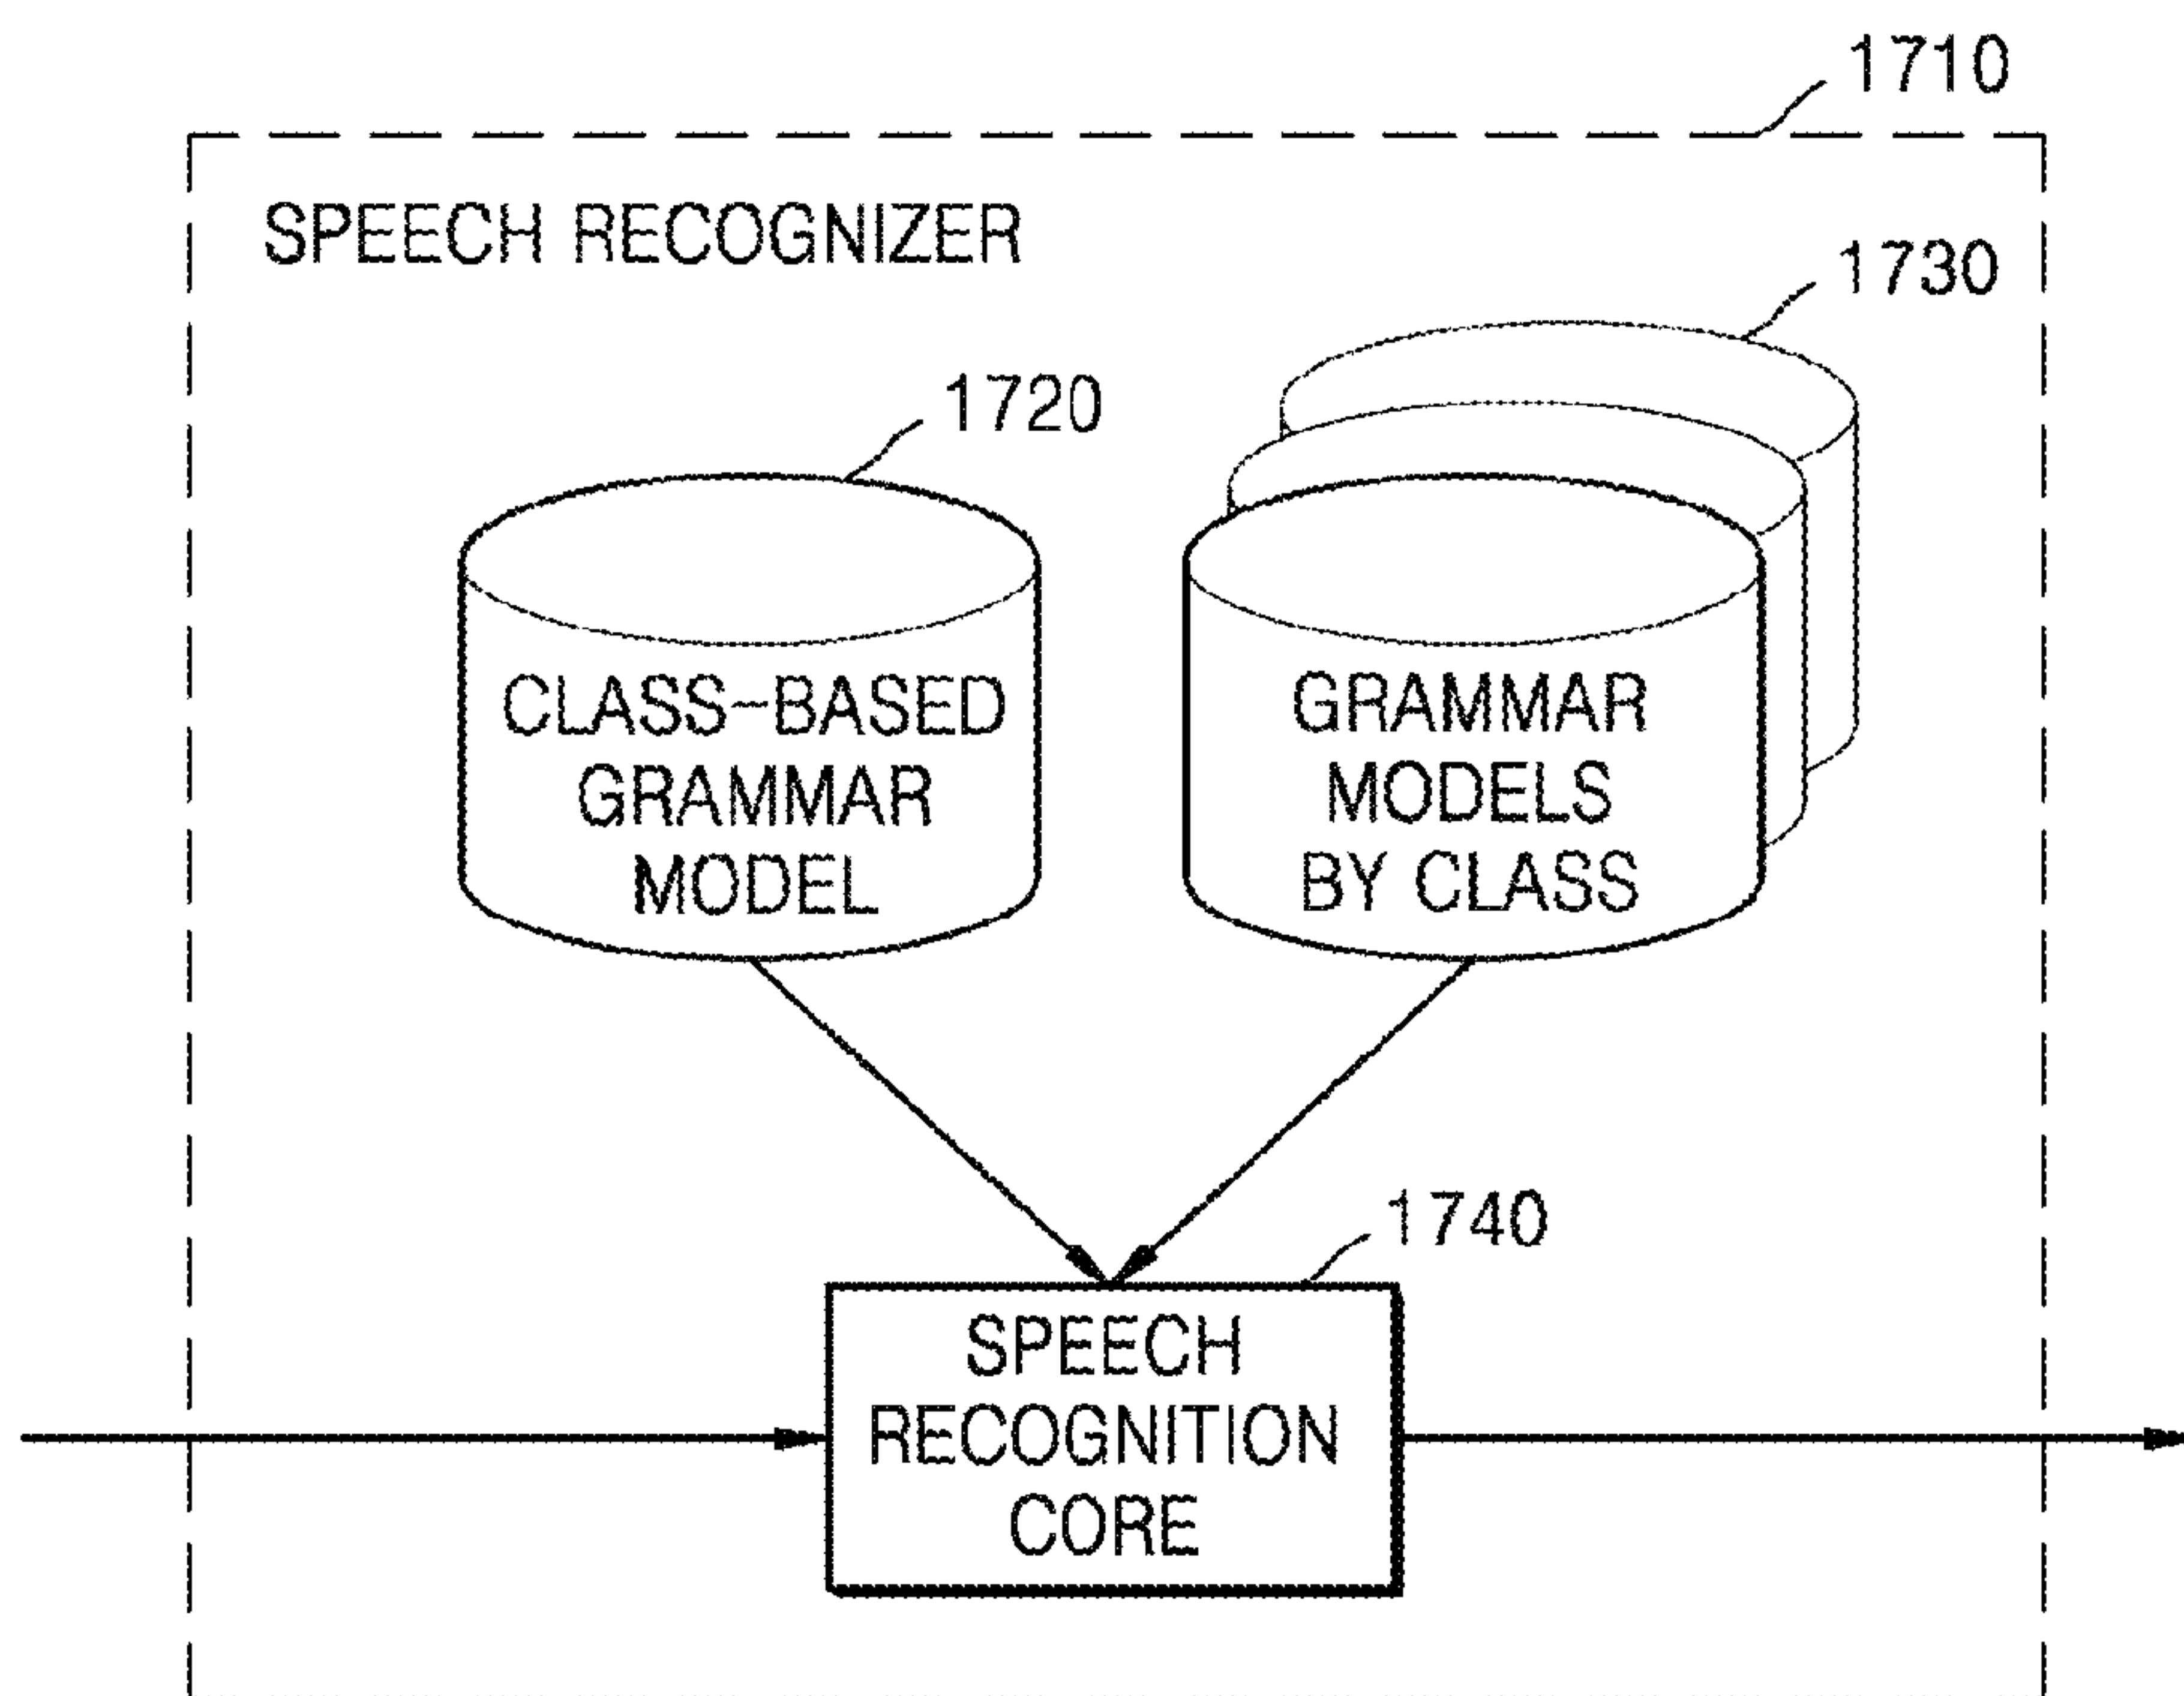 1710
SPEECH RECOGNIZER
1730
1720
CLASS-BASED
GRAMMAR
MODEL
GRAMMAR
MODELS
BY CLASS
1740
SPEECH
RECOGNITION
CORE